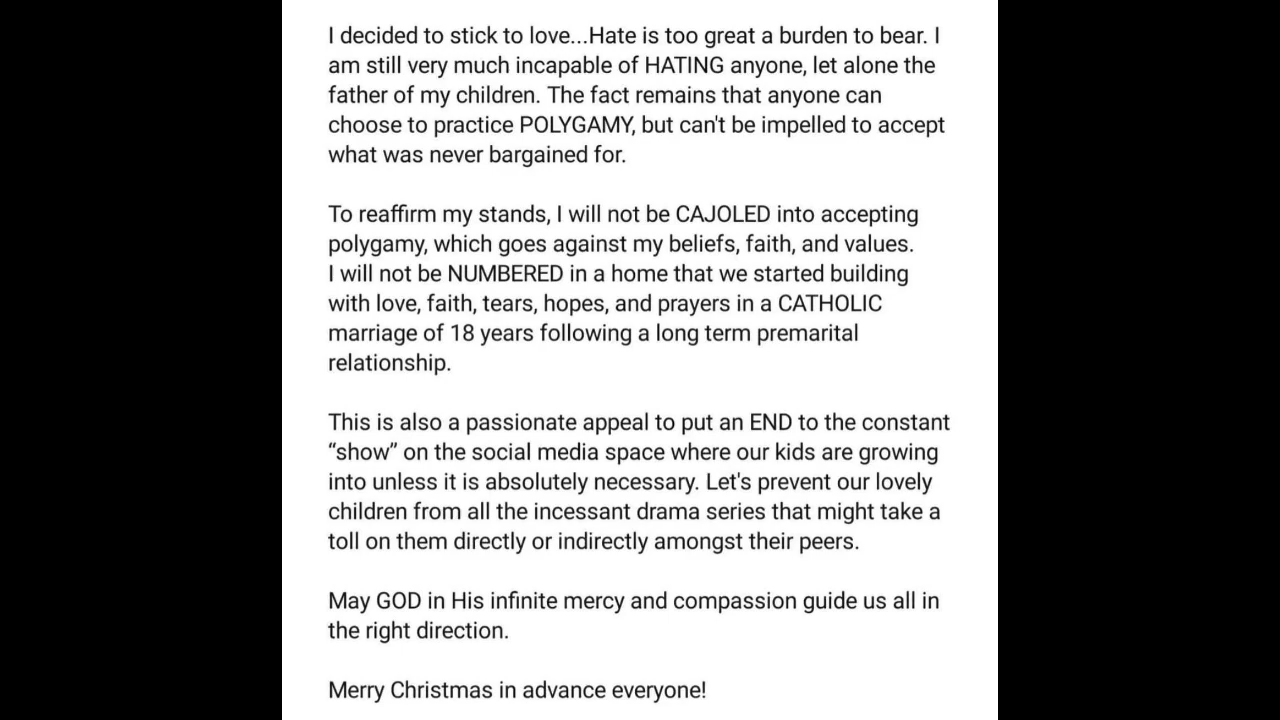 I decided to stick to love...Hate is too great a burden to bear. I
am still very much incapable of HATING anyone, let alone the
father of my children. The fact remains that anyone can
choose to practice POLYGAMY, but can't be impelled to accept
what was never bargained for.
To reaffirm my stands, I will not be CAJOLED into accepting
polygamy, which goes against my beliefs, faith, and values.
I will not be NUMBERED in a home that we started building
with love, faith, tears, hopes, and prayers in a CATHOLIC
marriage of 18 years following a long term premarital
relationship.
This is also a passionate appeal to put an END to the constant
“show” on the social media space where our kids are growing
into unless it is absolutely necessary. Let's prevent our lovely
children from all the incessant drama series that might take a
toll on them directly or indirectly amongst their peers.
May GOD in His infinite mercy and compassion guide us all in
the right direction.
Merry Christmas in advance everyone!